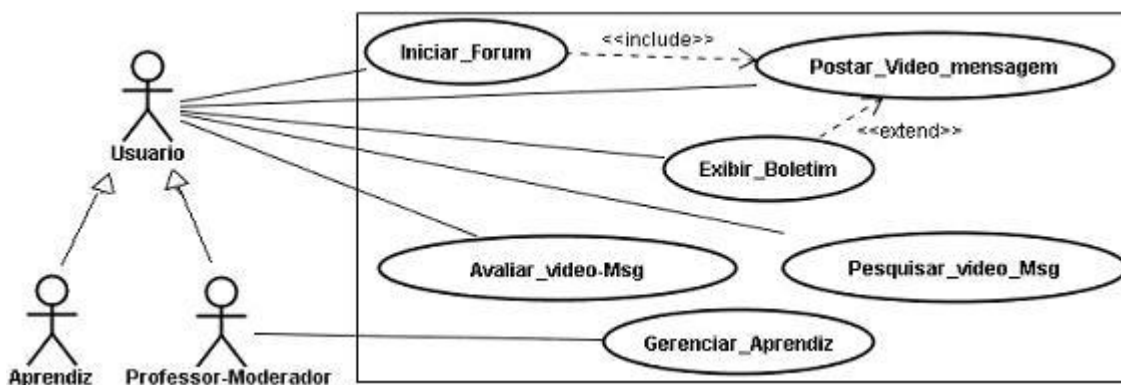 Iniciar_Forum
<<include>>
Postar_Video_mensagem
<<extend>>
Usuario
Exibir_Boletim
Avaliar_video-Msg
Pesquisar_video_Msg
Gerenciar_Aprendiz
Aprendiz
Professor-Moderador